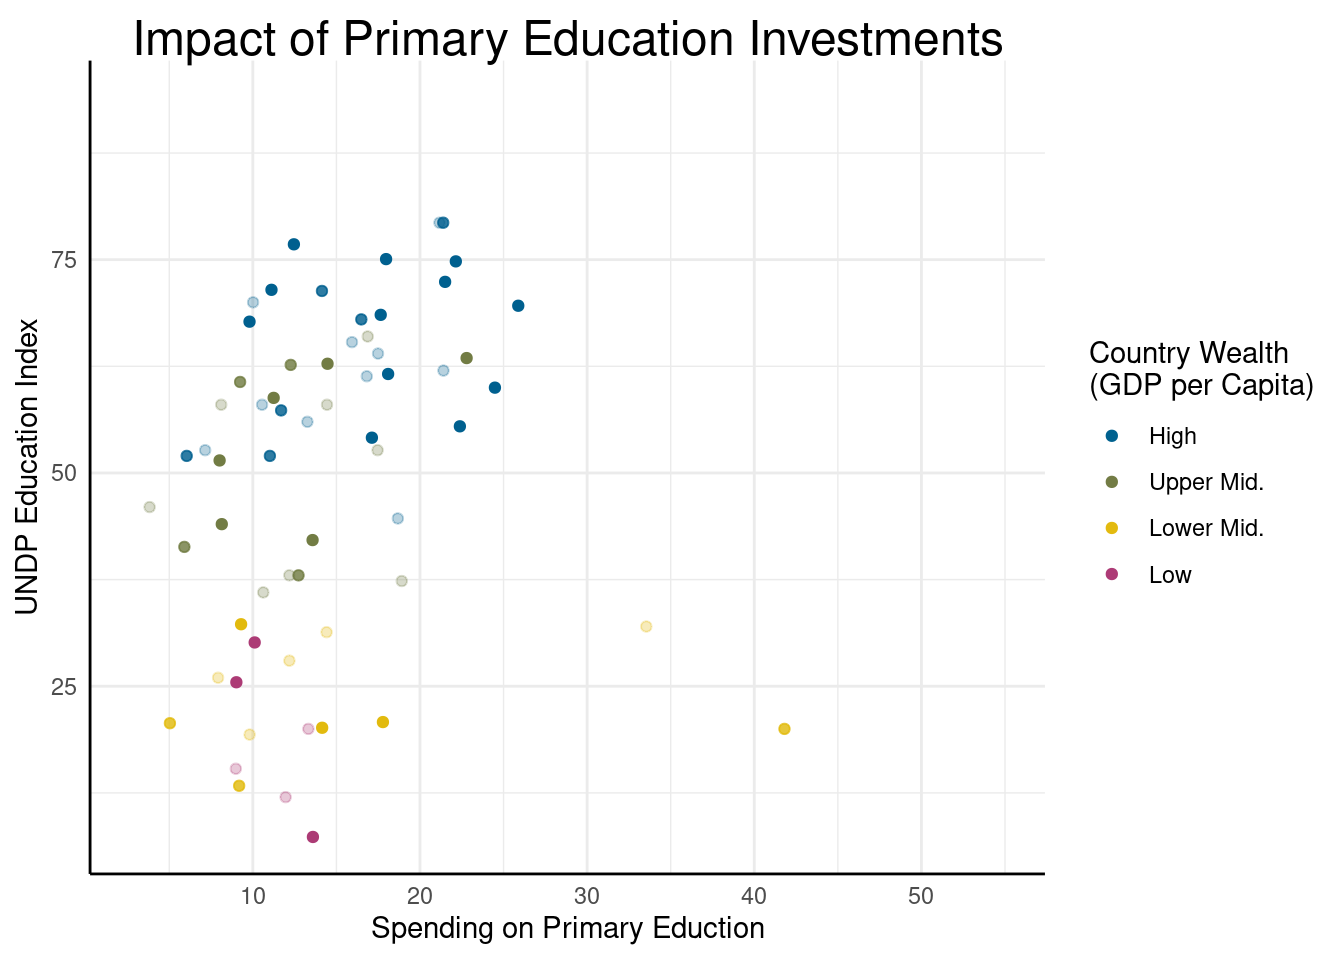 Impact of Primary Education Investments
UNDP Education Index
75
50
25
10 20 30 40 50
Spending on Primary Eduction
Country Wealth
(GDP per Capita)
High
Upper Mid.
Lower Mid.
Low